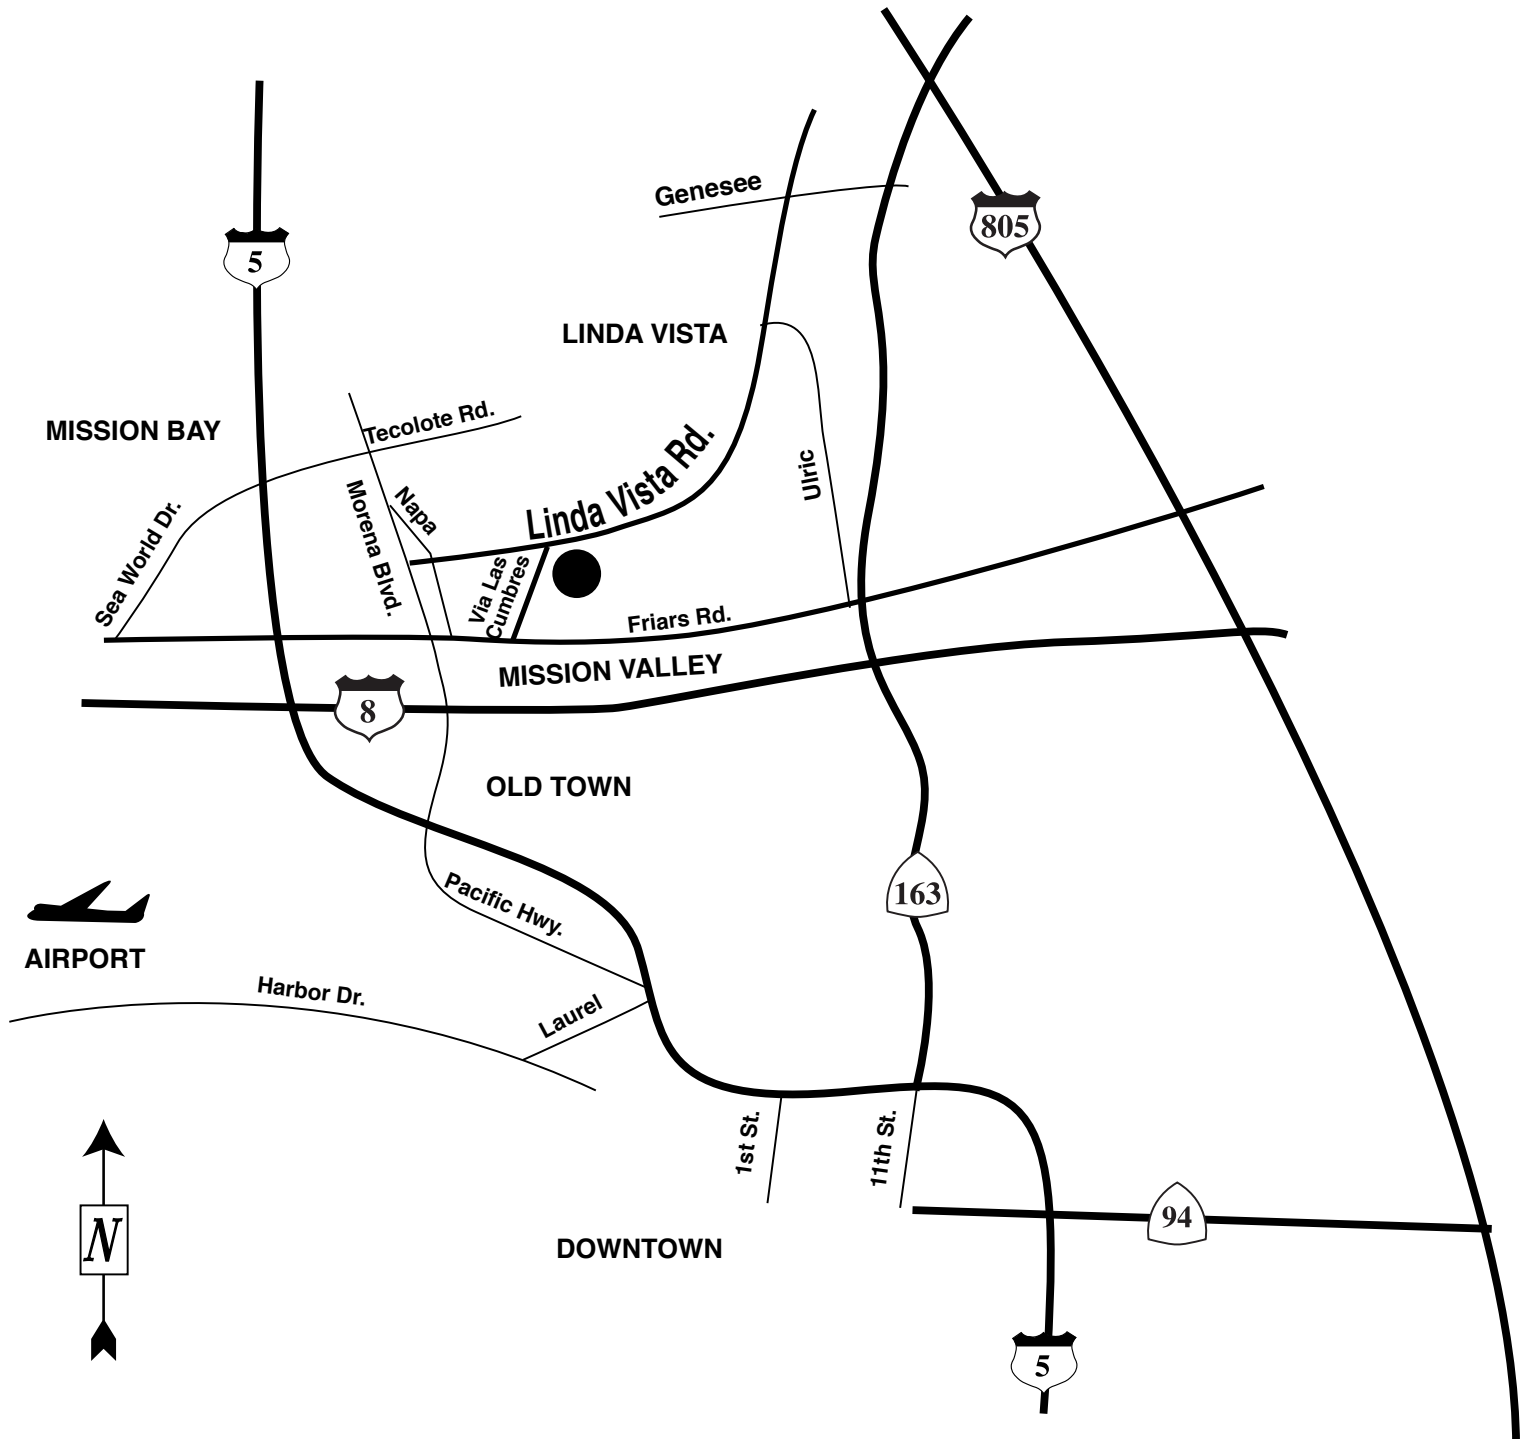 Genesee
805
5
LINDA VISTA
MISSION BAY
Tecolote Rd.
Linda Vista Rd.
Ulric
Sea World Dr.
Morena Blvd.
Napa
Via Las
Cumbres
Friars Rd.
MISSION VALLEY
8
OLD TOWN
163
Pacific Hwy.
AIRPORT
Harbor Dr.
Laurel
1st St.
11th St.
N
94
DOWNTOWN
5